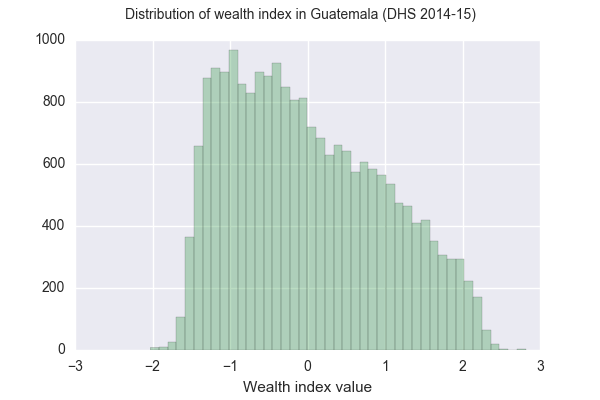 Distribution of wealth index in Guatemala (DHS 2014-15)
1000
800
600
400
200
0
−3 −2 −1 0 1 2 3
Wealth index value